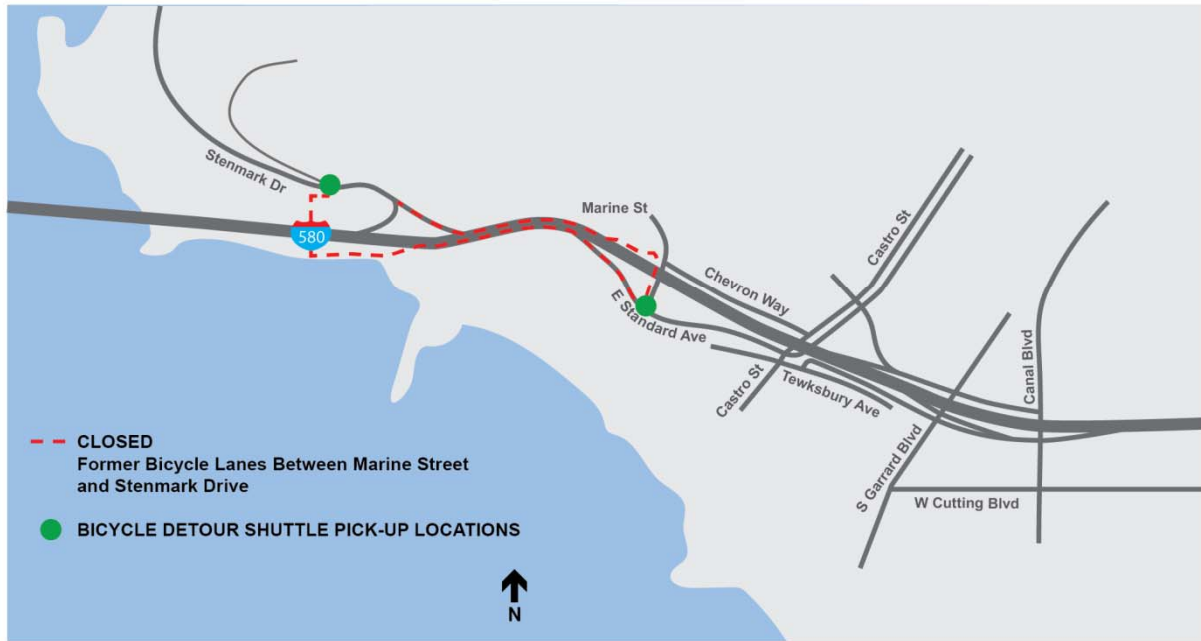 Stenmark Dr
580
Marine St
Castro St
Chevron Way
E Standard Ave
Castro St
Tewksbury Ave
Canal Blvd
S Garrard Blvd
W Cutting Blvd
CLOSED
Former Bicycle Lanes Between Marine Street
and Stenmark Drive
BICYCLE DETOUR SHUTTLE PICK-UP LOCATIONS
N